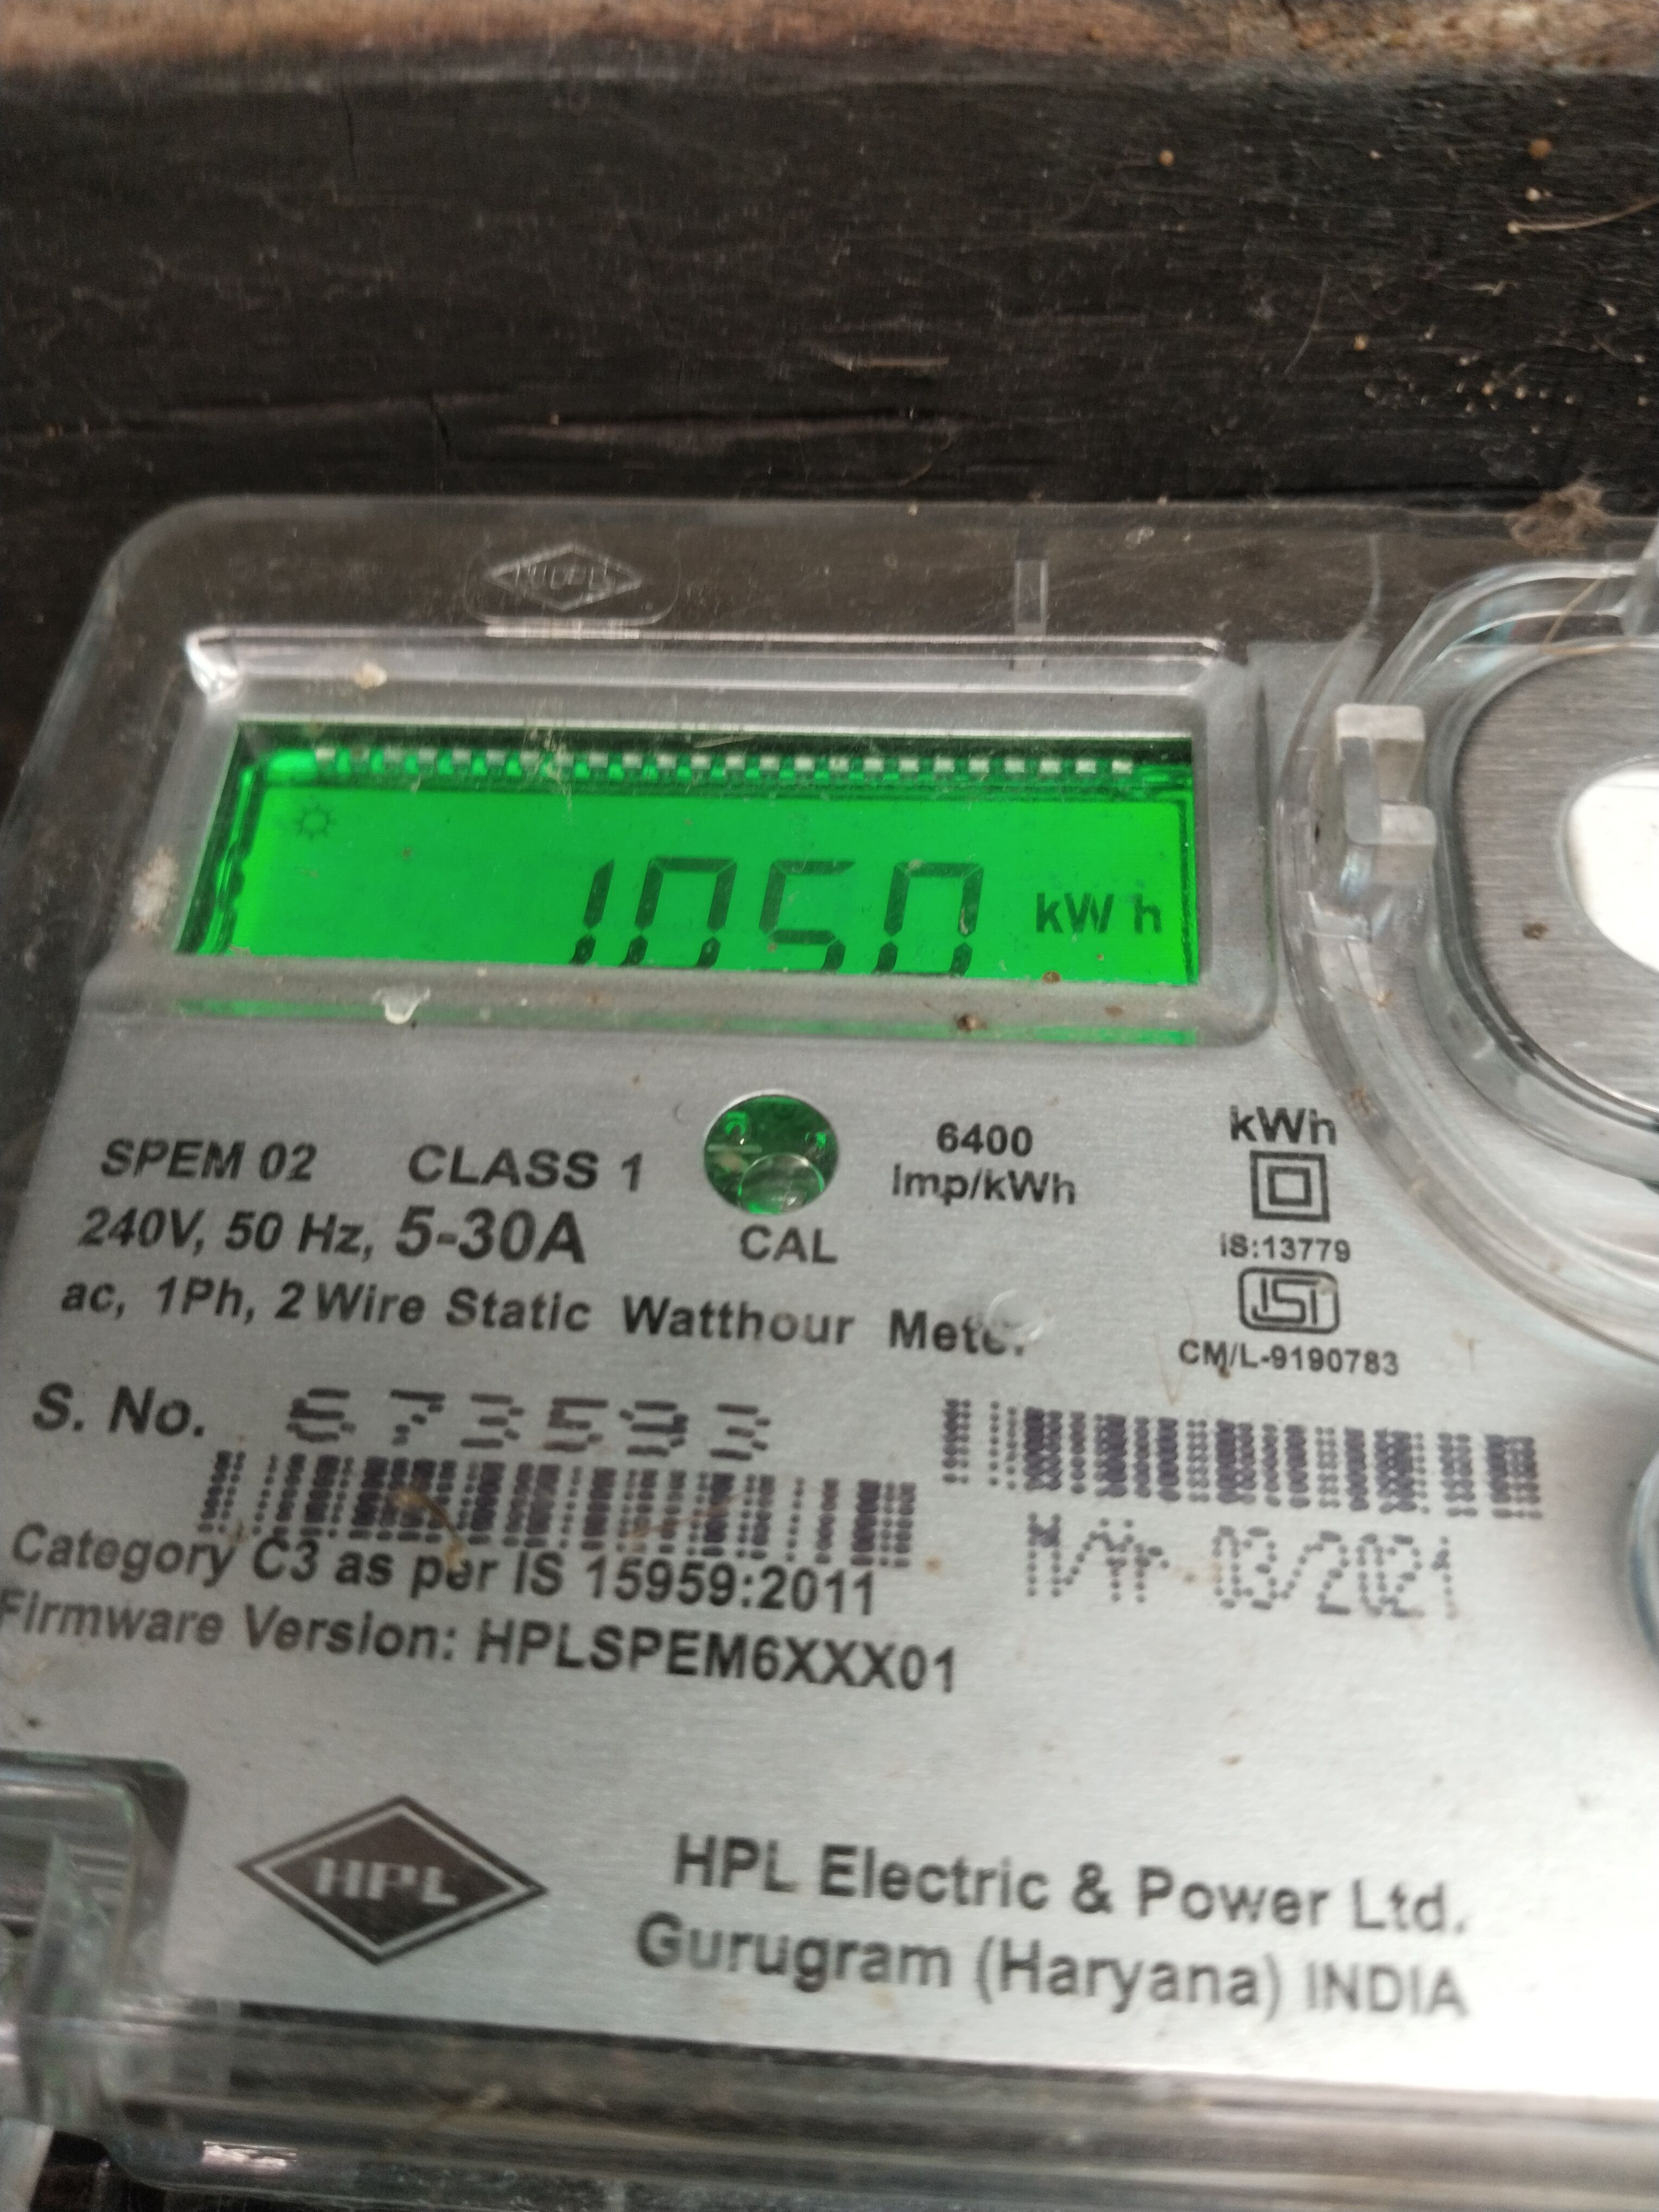 1050 kWh
SPEM 02 CLASS 1
240V, 50 Hz, 5-30A
ac, 1Ph, 2 Wire Static Watthour Meter
CAL
6400
Imp/kWh
kWh
IS:13779
ISI
CM/L-9190783
S. No.
Category C3 as per IS 15959:2011
Firmware Version: HPLSPEM6XXX01
M/Yr 03/2021
HPL
HPL Electric & Power Ltd.
Gurugram (Haryana) INDIA